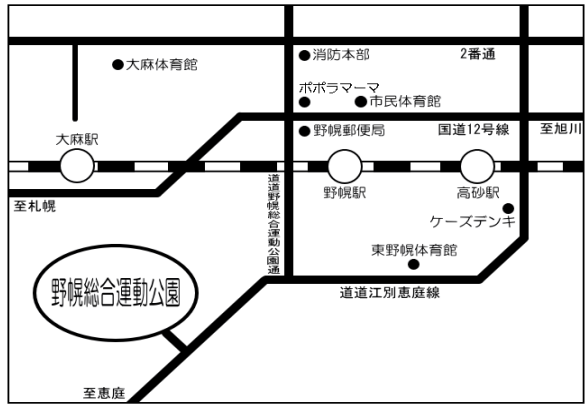 消防本部
2番通
大麻体育館
ポポラマーマ
市民体育館
大麻駅
野幌郵便局
国道12号線
至旭川
道道野幌総合運動公園通
野幌駅
高砂駅
至札幌
ケーズデンキ
東野幌体育館
野幌総合運動公園
道道江別恵庭線
至恵庭